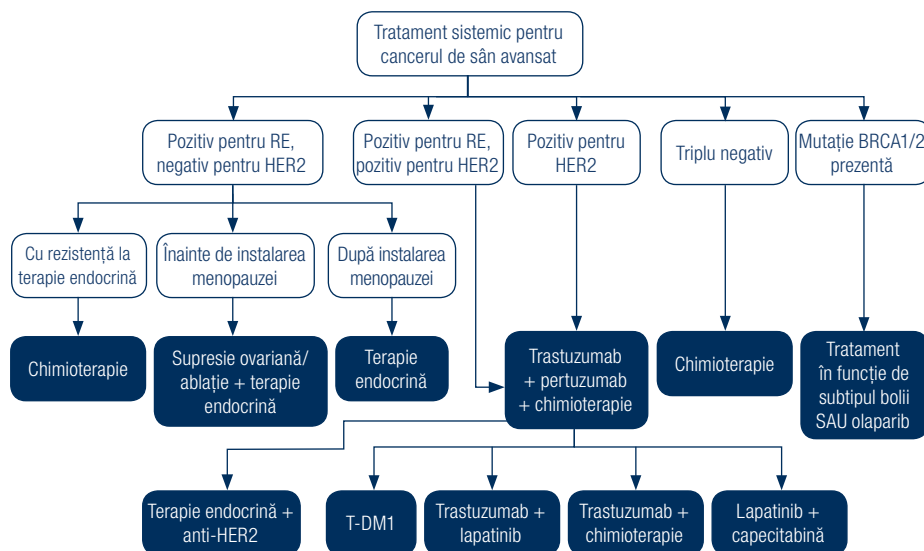 Tratament sistemic pentru
cancerul de sân avansat
Pozitiv pentru RE,
negativ pentru HER2
Pozitiv pentru RE,
pozitiv pentru HER2
Pozitiv pentru
HER2
Triplu negativ
Mutație BRCA1/2
prezentă
Cu rezistență la
terapie endocrină
Înainte de instalarea
menopauzei
După instalarea
menopauzei
Chimioterapie
Supresie ovariană/
ablație + terapie
endocrină
Terapie
endocrină
Trastuzumab
+ pertuzumab
+ chimioterapie
Chimioterapie
Tratament
în funcție de
subtipul bolii
SAU olaparib
Terapie endocrină +
anti-HER2
T-DM1
Trastuzumab +
lapatinib
Trastuzumab +
chimioterapie
Lapatinib +
capecitabină